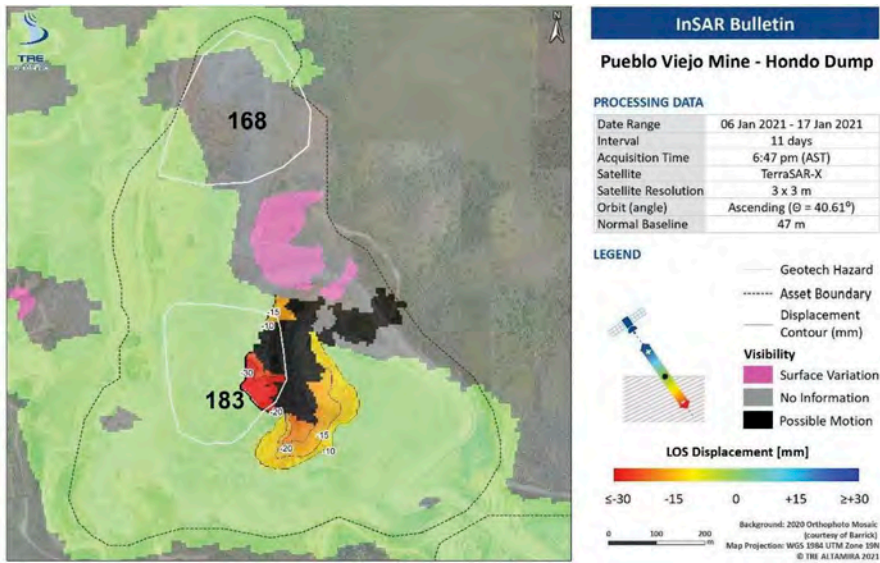 TRE
N
168
-15
-10
-30
183
-20
-15
-20
-10
InSAR Bulletin
Pueblo Viejo Mine - Hondo Dump
PROCESSING DATA
Date Range 06 Jan 2021 - 17 Jan 2021
Interval 11 days
Acquisition Time 6:47 pm (AST)
Satellite TerraSAR-X
Satellite Resolution 3 x 3 m
Orbit (angle) Ascending (Θ = 40.61º)
Normal Baseline 47 m
LEGEND
Geotech Hazard
Asset Boundary
Displacement
Contour (mm)
Visibility
Surface Variation
No Information
Possible Motion
LOS Displacement [mm]
≤-30 -15 0 +15 ≥+30
0 100 200
m
Background: 2020 Orthophoto Mosaic
(courtesy of Barrick)
Map Projection: WGS 1984 UTM Zone 19N
© TRE ALTAMIRA 2021